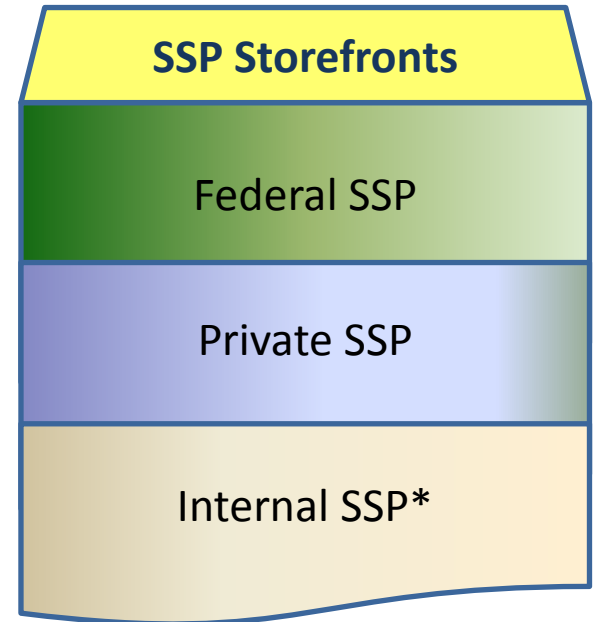 SSP Storefronts
Federal SSP
Private SSP
Internal SSP*